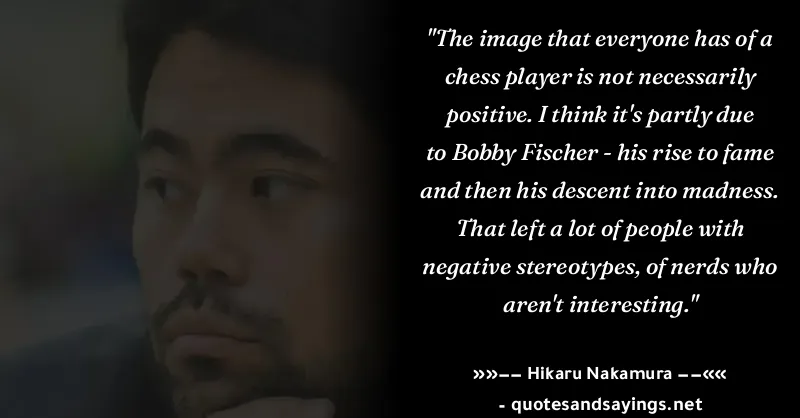 "The image that everyone has of a
chess player is not necessarily
positive. I think it's partly due
to Bobby Fischer - his rise to fame
and then his descent into madness.
That left a lot of people with
negative stereotypes, of nerds who
aren't interesting."
»»–– Hikaru Nakamura ––««
- quotesandsayings.net